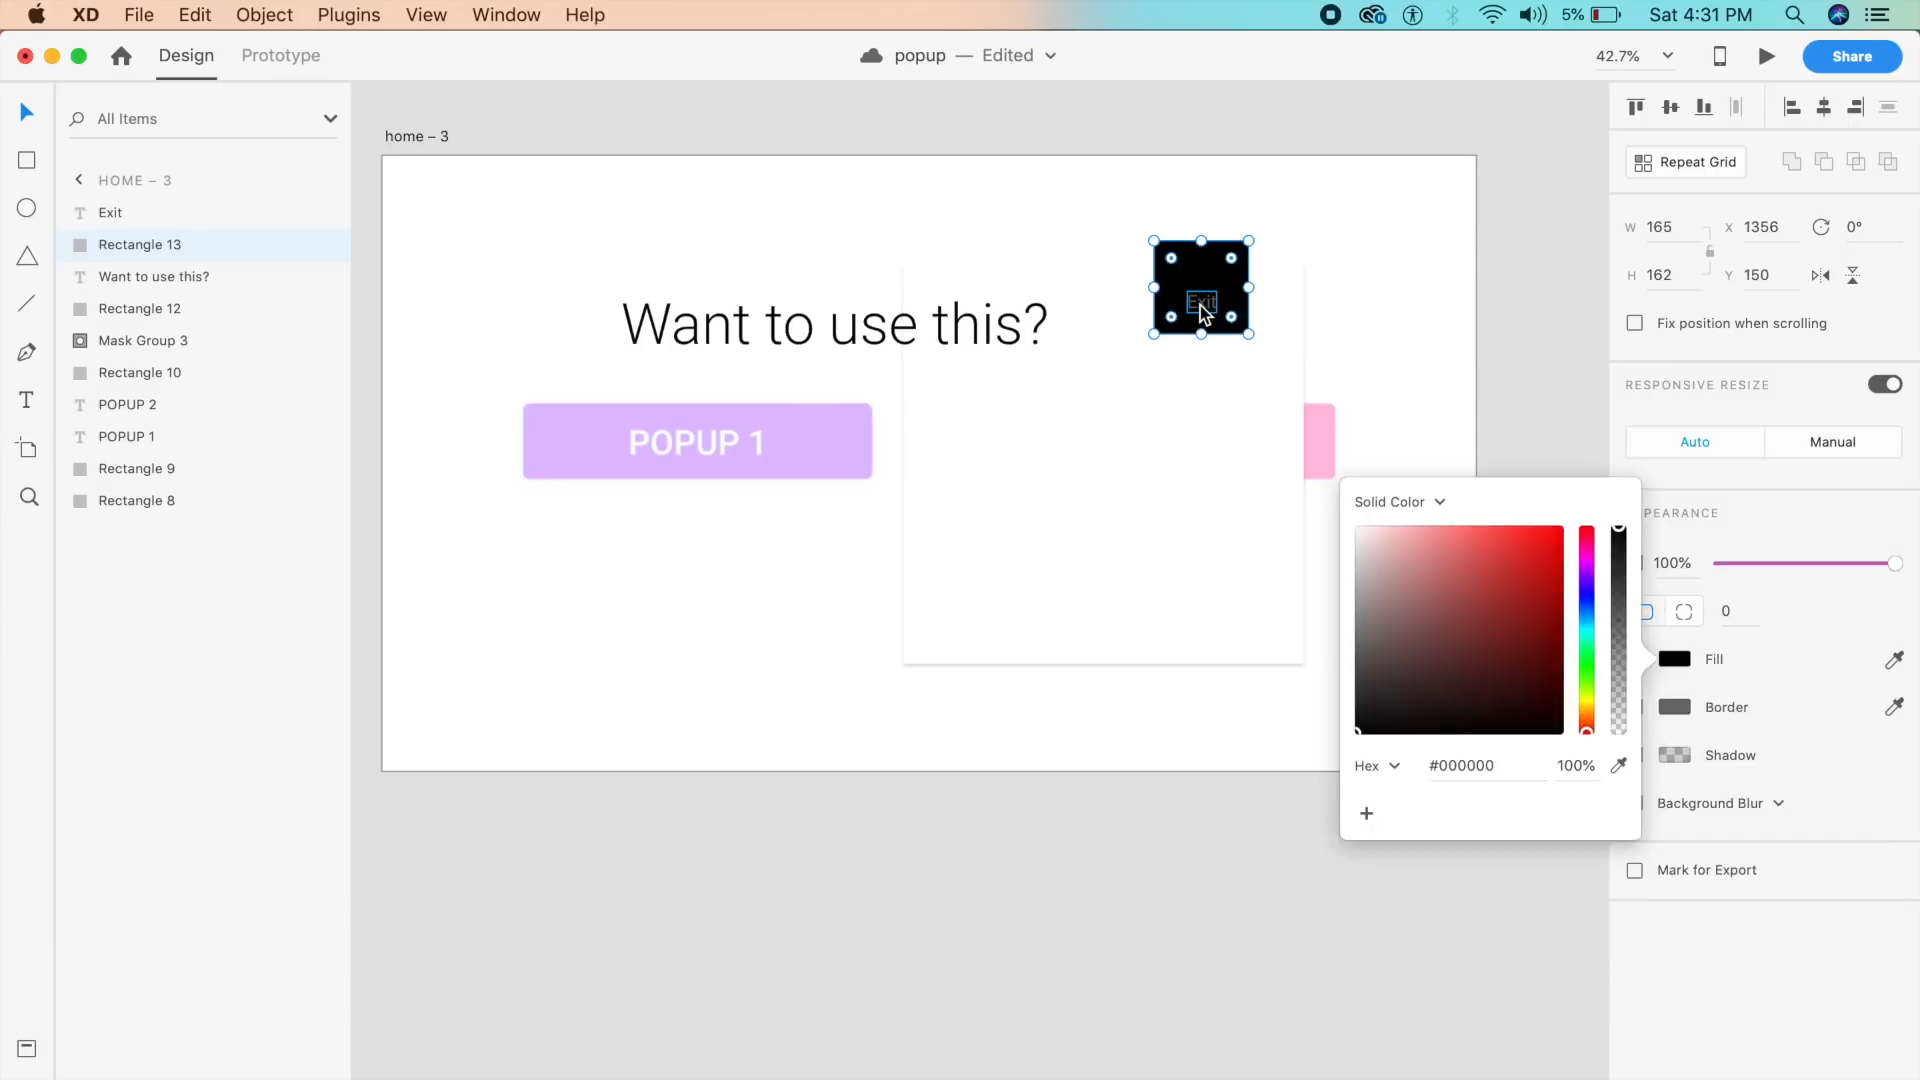 XD File Edit Object Plugins View Window Help 5% Sat 4:31 PM
Design Prototype popup — Edited 42.7% Share
All Items
home – 3
Repeat Grid
HOME – 3
Exit
Rectangle 13
Want to use this?
Rectangle 12
Mask Group 3
Rectangle 10
POPUP 2
POPUP 1
Rectangle 9
Rectangle 8
Exit
Want to use this?
POPUP 1
W 165 X 1356 0°
H 162 Y 150
Fix position when scrolling
RESPONSIVE RESIZE
Auto Manual
Solid Color
PEARANCE
100%
0
Fill
Border
Shadow
Background Blur
Hex #000000 100%
+
Mark for Export